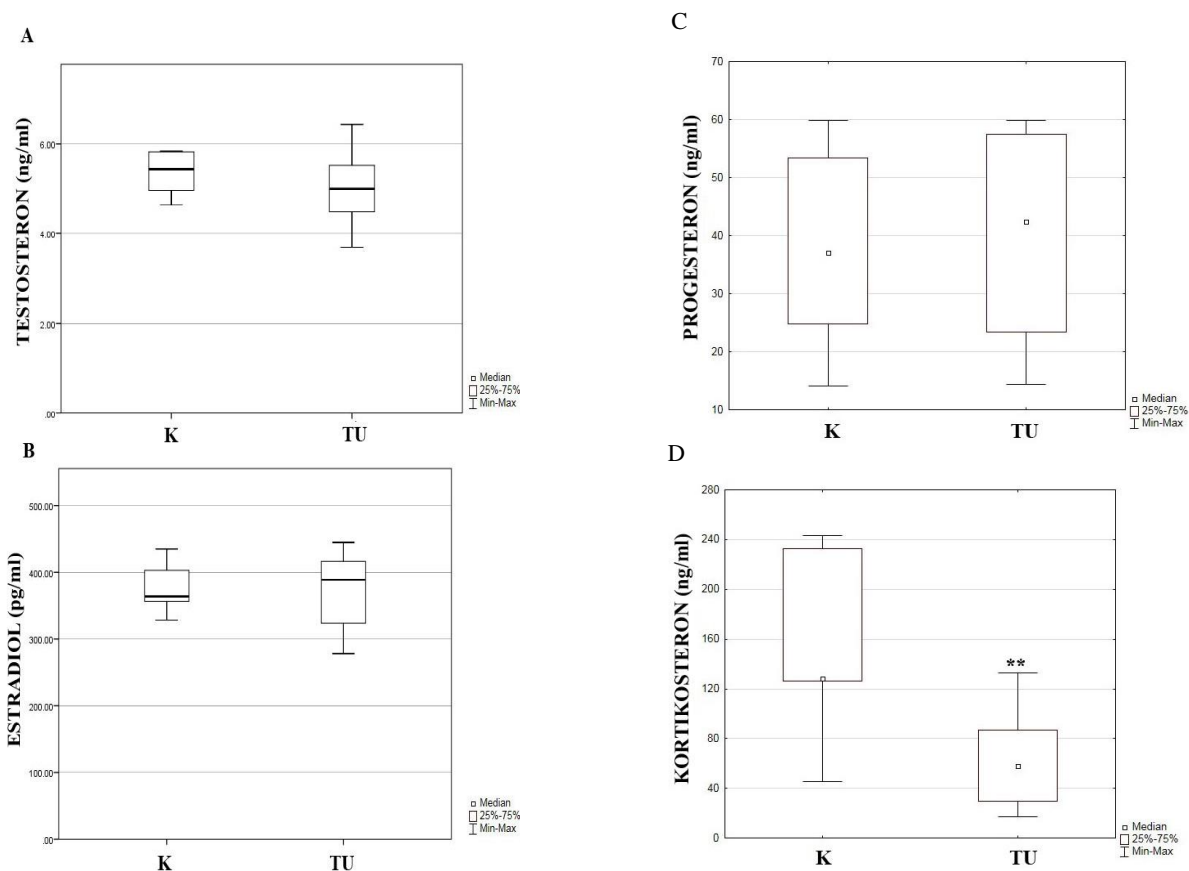 A
TESTOSTERON (ng/ml)
6.00
4.00
2.00
.00
K
TU
Median
25%-75%
Min-Max
B
ESTRADIOL (pg/ml)
500.00
400.00
300.00
200.00
100.00
.00
K
TU
Median
25%-75%
Min-Max
C
PROGESTERON (ng/ml)
70
60
50
40
30
20
10
K
TU
Median
25%-75%
Min-Max
D
KORTIKOSTERON (ng/ml)
280
240
200
160
120
80
40
0
**
K
TU
Median
25%-75%
Min-Max